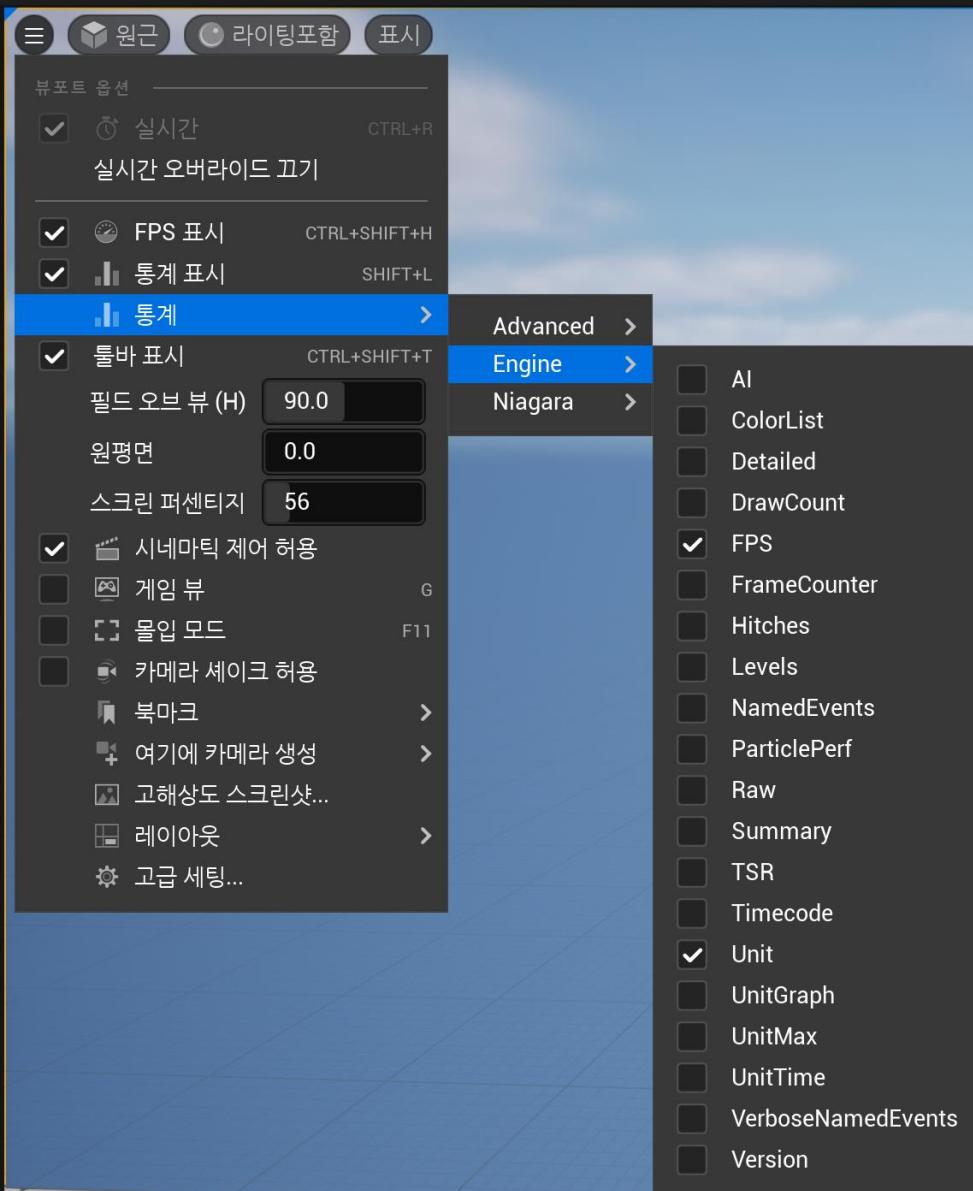 원근
라이팅포함
표시
뷰포트 옵션
실시간 CTRL+R
실시간 오버라이드 끄기
FPS 표시 CTRL+SHIFT+H
통계 표시 SHIFT+L
통계
툴바 표시 CTRL+SHIFT+T
필드 오브 뷰 (H) 90.0
원평면 0.0
스크린 퍼센티지 56
시네마틱 제어 허용
게임 뷰 G
몰입 모드 F11
카메라 셰이크 허용
북마크
여기에 카메라 생성
고해상도 스크린샷...
레이아웃
고급 세팅...
Advanced
Engine
Niagara
AI
ColorList
Detailed
DrawCount
FPS
FrameCounter
Hitches
Levels
NamedEvents
ParticlePerf
Raw
Summary
TSR
Timecode
Unit
UnitGraph
UnitMax
UnitTime
VerboseNamedEvents
Version